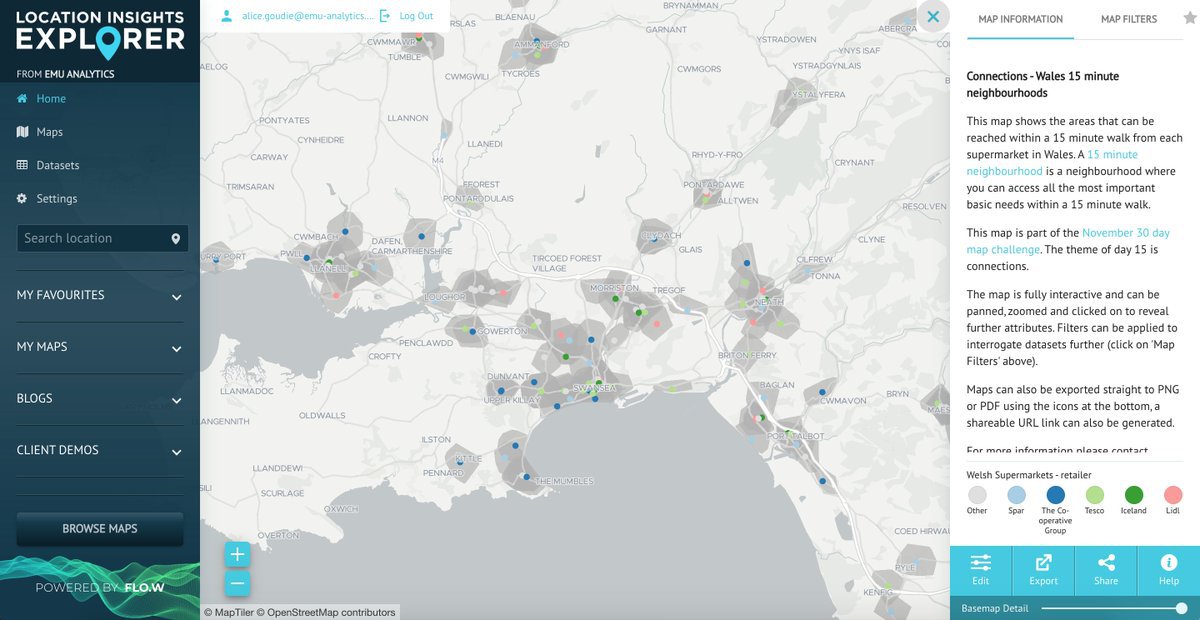 LOCATION INSIGHTS
EXPLORER
FROM EMU ANALYTICS
Home
Maps
Datasets
Settings
Search location
MY FAVOURITES
MY MAPS
BLOGS
CLIENT DEMOS
BROWSE MAPS
POWERED BY FLO.W
alice.goudie@emu-analytics....
Log Out
BLAENAU
BRYNAMMAN
GARNANT
ABERCRA
AMMANFORD
YSTRADOWEN
CWMMAWR
TUMBLE
YNYS ISAF
TYCROES
CWMGWILI
CWMGORS
YSTRADGYNLAIS
YSTALYFERA
PONTYATES
LLANNON
CYNHEIDRE
LLANEDI
CARWAY
M4
RHYD-Y-FRO
CRYNANT
TRIMSARAN
FFOREST
PONTARDDULAIS
PONTARDAWE
ALLTWEN
RESOLVEN
CWMBACH
DAFEN,
CARMARTHENSHIRE
CLYDACH
CLYNE
GLAIS
PWLL
LLANELLI
TIRCOED FOREST
VILLAGE
CILFREW
TONNA
LOUGHOR
MORRISTON
TREGOF
NEATH
GOWERTON
PENCLAWDD
CROFTY
BRITON FERRY
DUNVANT
SWANSEA
BAGLAN
LLANMADOC
UPPER KILLAY
CWMAVON
BRYN
OLDWALLS
LLANGENNITH
ILSTON
PORT TALBOT
KITTLE
LLANDDEWI
PENNARD
THE MUMBLES
SCURLAGE
OXWICH
OVERTON
COED HIRWAU
PYLE
KENFIG
+
−
© MapTiler © OpenStreetMap contributors
MAP INFORMATION
MAP FILTERS
Connections - Wales 15 minute
neighbourhoods
This map shows the areas that can be
reached within a 15 minute walk from each
supermarket in Wales. A 15 minute
neighbourhood is a neighbourhood where
you can access all the most important
basic needs within a 15 minute walk.
This map is part of the November 30 day
map challenge. The theme of day 15 is
connections.
The map is fully interactive and can be
panned, zoomed and clicked on to reveal
further attributes. Filters can be applied to
interrogate datasets further (click on 'Map
Filters' above).
Maps can also be exported straight to PNG
or PDF using the icons at the bottom, a
shareable URL link can also be generated.
For more information please contact
Welsh Supermarkets - retailer
Other
Spar
The Co-
operative
Group
Tesco
Iceland
Lidl
Edit
Export
Share
Help
Basemap Detail